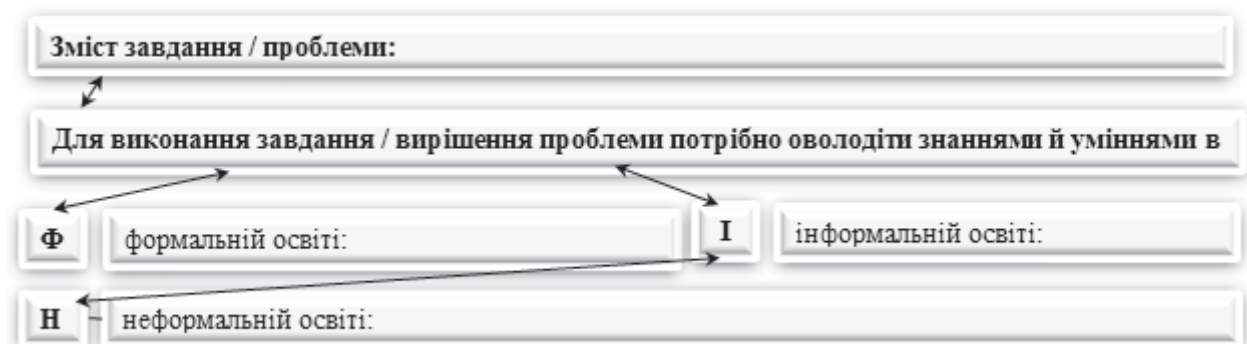 Зміст завдання / проблеми:
Для виконання завдання / вирішення проблеми потрібно оволодіти знаннями й уміннями в
Ф формальній освіті: І інформальній освіті:
Н – неформальній освіті: